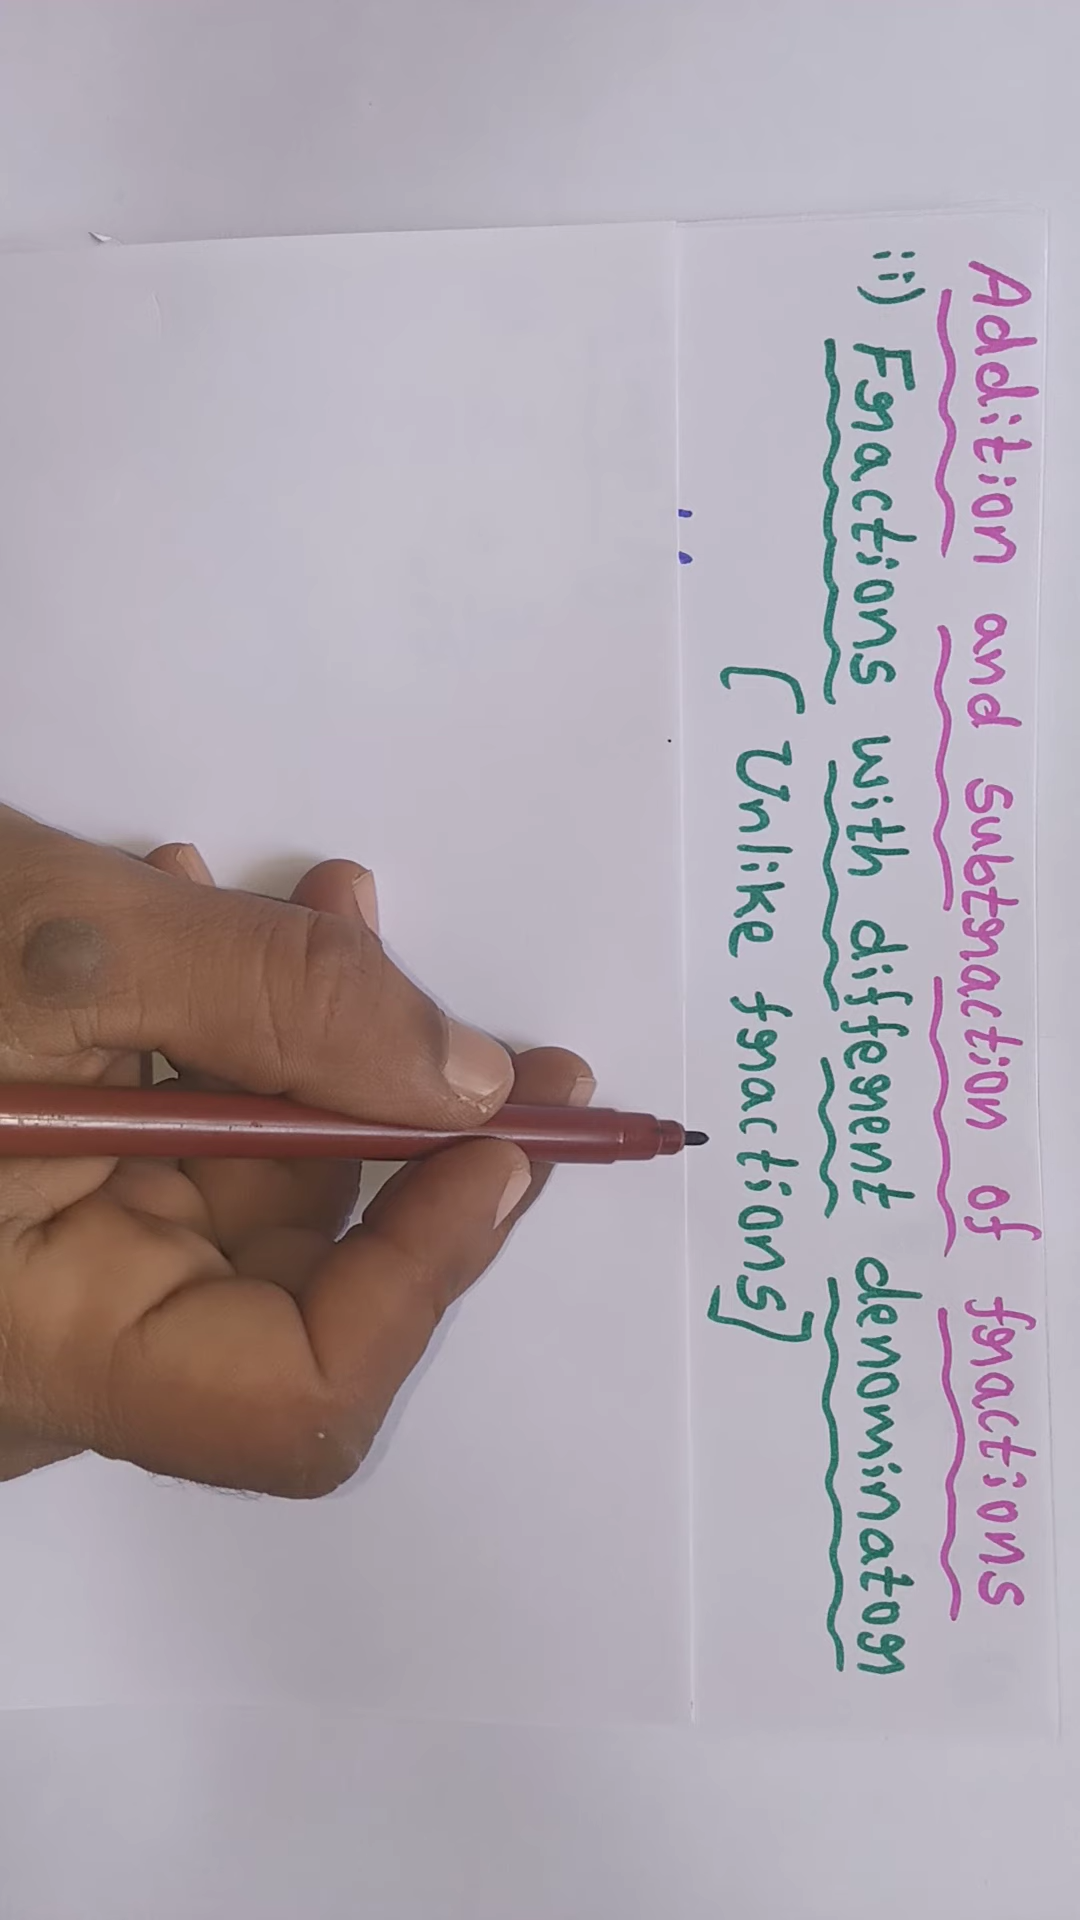 Addition and subtraction of fractions
ii) Fractions with different denominator
[Unlike fractions]